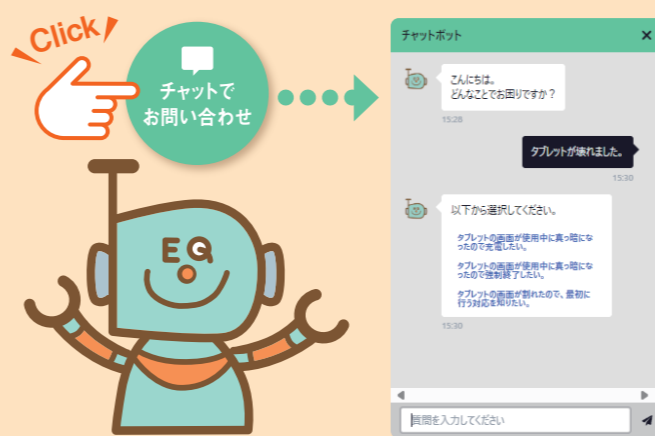 Click
チャットで
お問い合わせ
EQ
チャットボット
×
こんにちは。
どんなことでお困りですか？
15:28
タブレットが壊れました。
15:30
以下から選択してください。
タブレットの画面が使用中に真っ暗にな
ったので充電したい。
タブレットの画面が使用中に真っ暗にな
ったので強制終了したい。
タブレットの画面が割れたので、最初に
行う対応を知りたい。
15:30
質問を入力してください